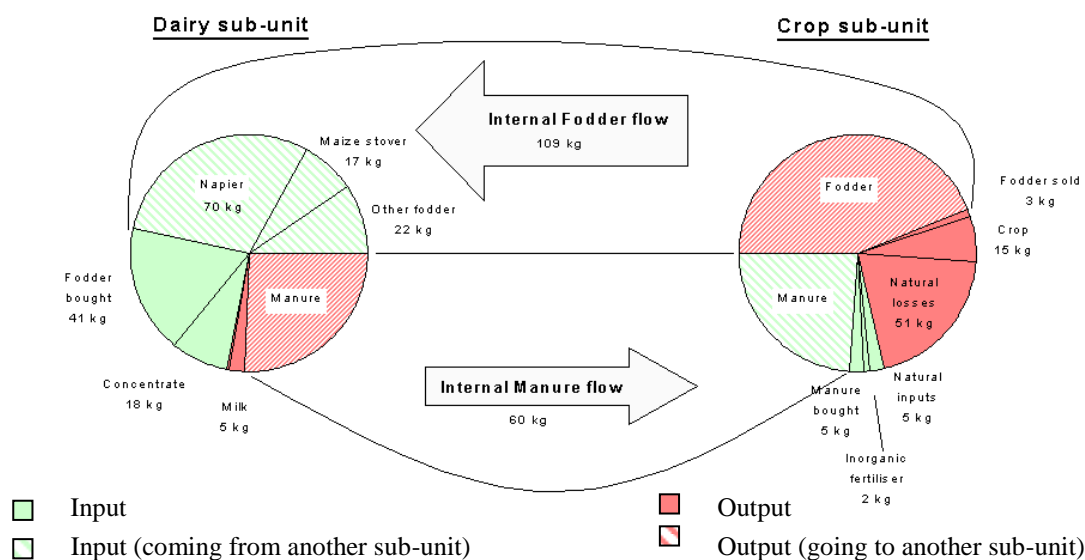 Dairy sub-unit
Crop sub-unit
Internal Fodder flow
109 kg
Maize stover
17 kg
Napier
70 kg
Other fodder
22 kg
Fodder
bought
41 kg
Manure
Concentrate
18 kg
Milk
5 kg
Internal Manure flow
60 kg
Fodder
Fodder sold
3 kg
Crop
15 kg
Natural
losses
51 kg
Manure
Manure
bought
5 kg
Natural
inputs
5 kg
Inorganic
fertiliser
2 kg
Input
Input (coming from another sub-unit)
Output
Output (going to another sub-unit)